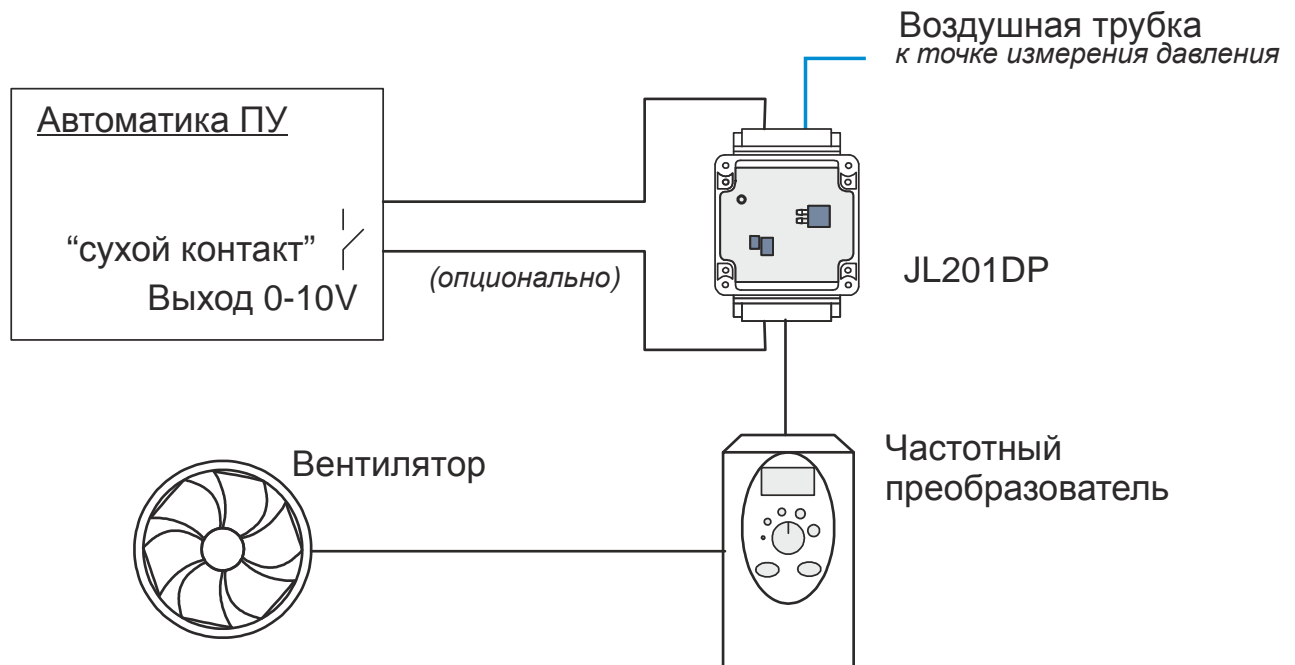 Воздушная трубка
к точке измерения давления
Автоматика ПУ
“сухой контакт”
Выход 0-10V
(опционально)
JL201DP
Вентилятор
Частотный
преобразователь